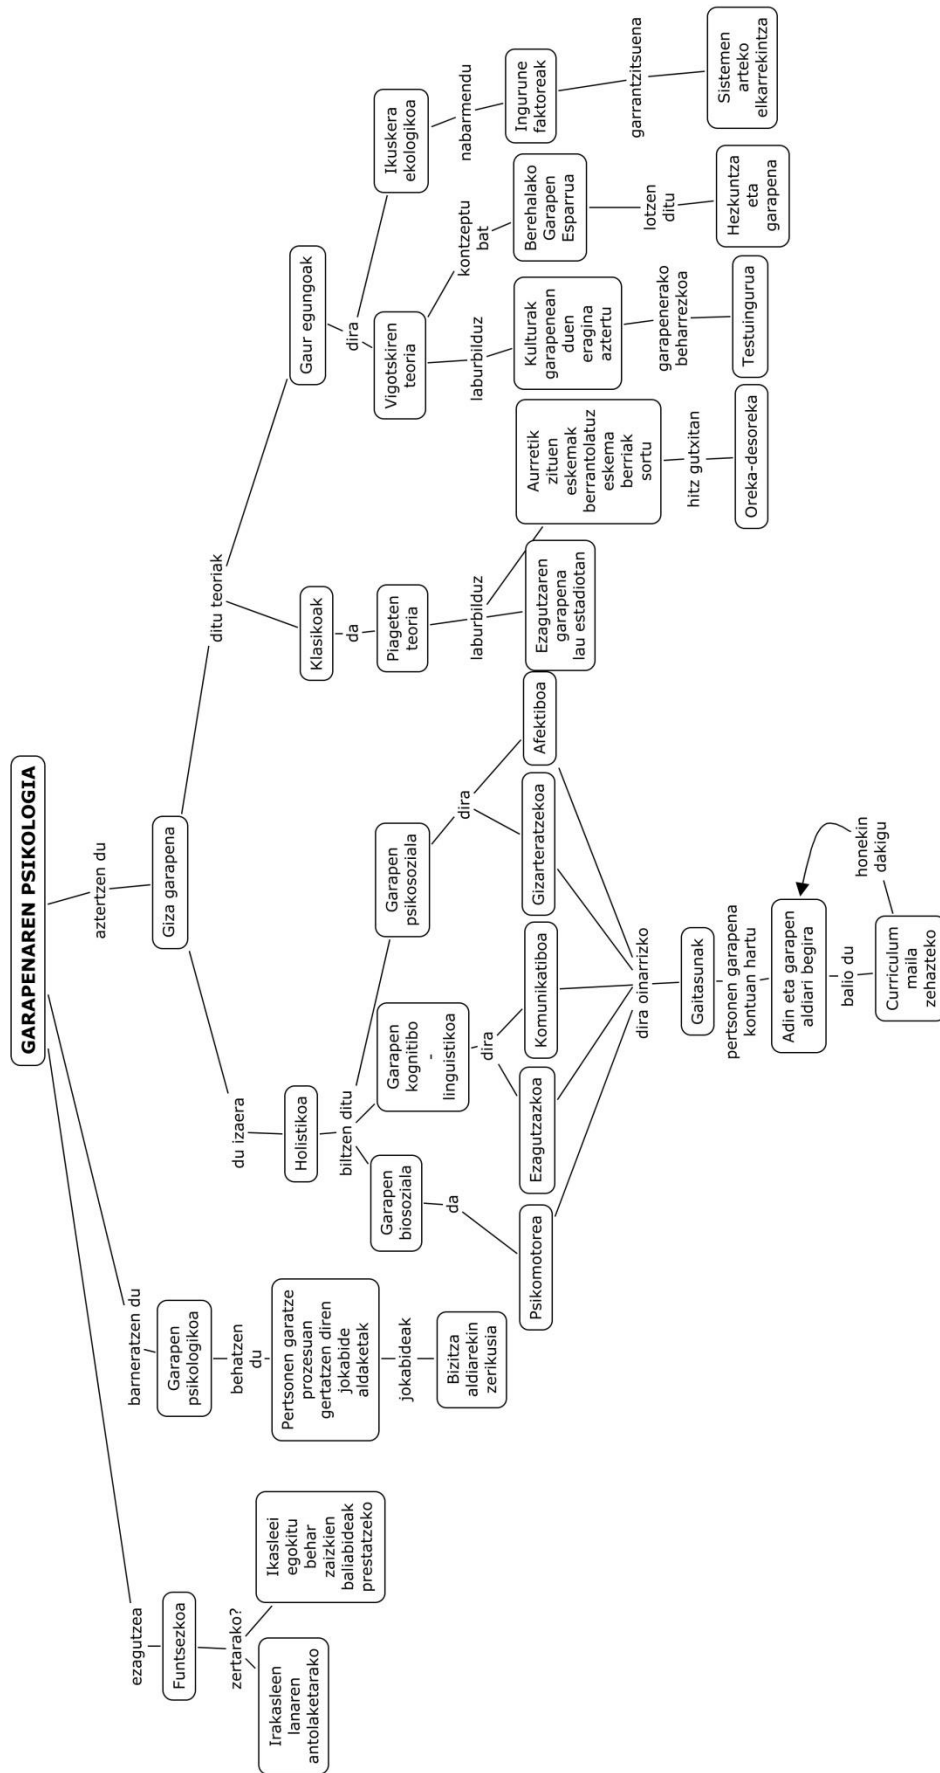 GARAPENAREN PSIKOLOGIA
ezagutzea
Funtsezkoa
zertarako?
Irakasleen
lanaren
antolaketarako
Ikasleei
egokitu
behar
zaizkien
baliabideak
prestatzeko
barneratzen du
Garapen
psikologikoa
behatzen
du
Pertsonen garatze
prozesuan
gertatzen diren
jokabide
aldaketak
jokabideak
Bizitza
aldiarekin
zerikusia
aztertzen du
Giza garapena
du izaera
Holistikoa
biltzen ditu
Garapen
biosoziala
da
Psikomotorea
Garapen
kognitibo
-
linguistikoa
dira
Ezagutzazkoa
Komunikatiboa
Garapen
psikosoziala
dira
Gizarteratzekoa
Afektiboa
dira oinarrizko
Gaitasunak
pertsonen garapena
kontuan hartu
Adin eta garapen
aldiari begira
balio du
Curriculum
maila
zehazteko
honekin
dakigu
ditu teoriak
Klasikoak
da
Piageten
teoria
laburbilduz
Ezagutzaren
garapena
lau estadiotan
Aurretik
zituen
eskemak
berrantolatuz
eskema
berriak
sortu
hitz gutxitan
Oreka-desoreka
Gaur egungoak
dira
Vigotskiren
teoria
laburbilduz
Kulturak
garapenean
duen
eragina
aztertu
garapenerako
beharrezkoa
Testuingurua
kontzeptu
bat
Berehalako
Garapen
Esparrua
lotzen
ditu
Hezkuntza
eta
garapena
Ikuskera
ekologikoa
nabarmendu
Ingurune
faktoreak
garrantzitsuena
Sistemen
arteko
elkarrekintza